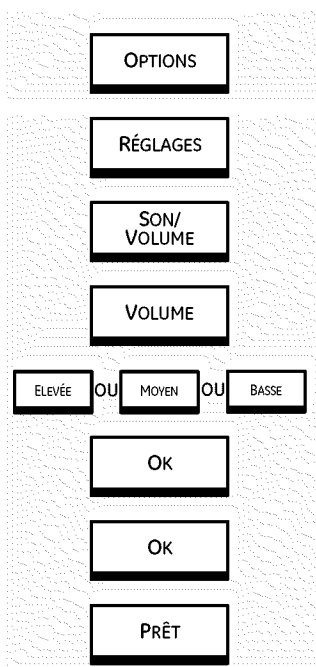 OPTIONS
RÉGLAGES
SON/
VOLUME
VOLUME
ELEVÉE OU MOYEN OU BASSE
OK
OK
PRÊT